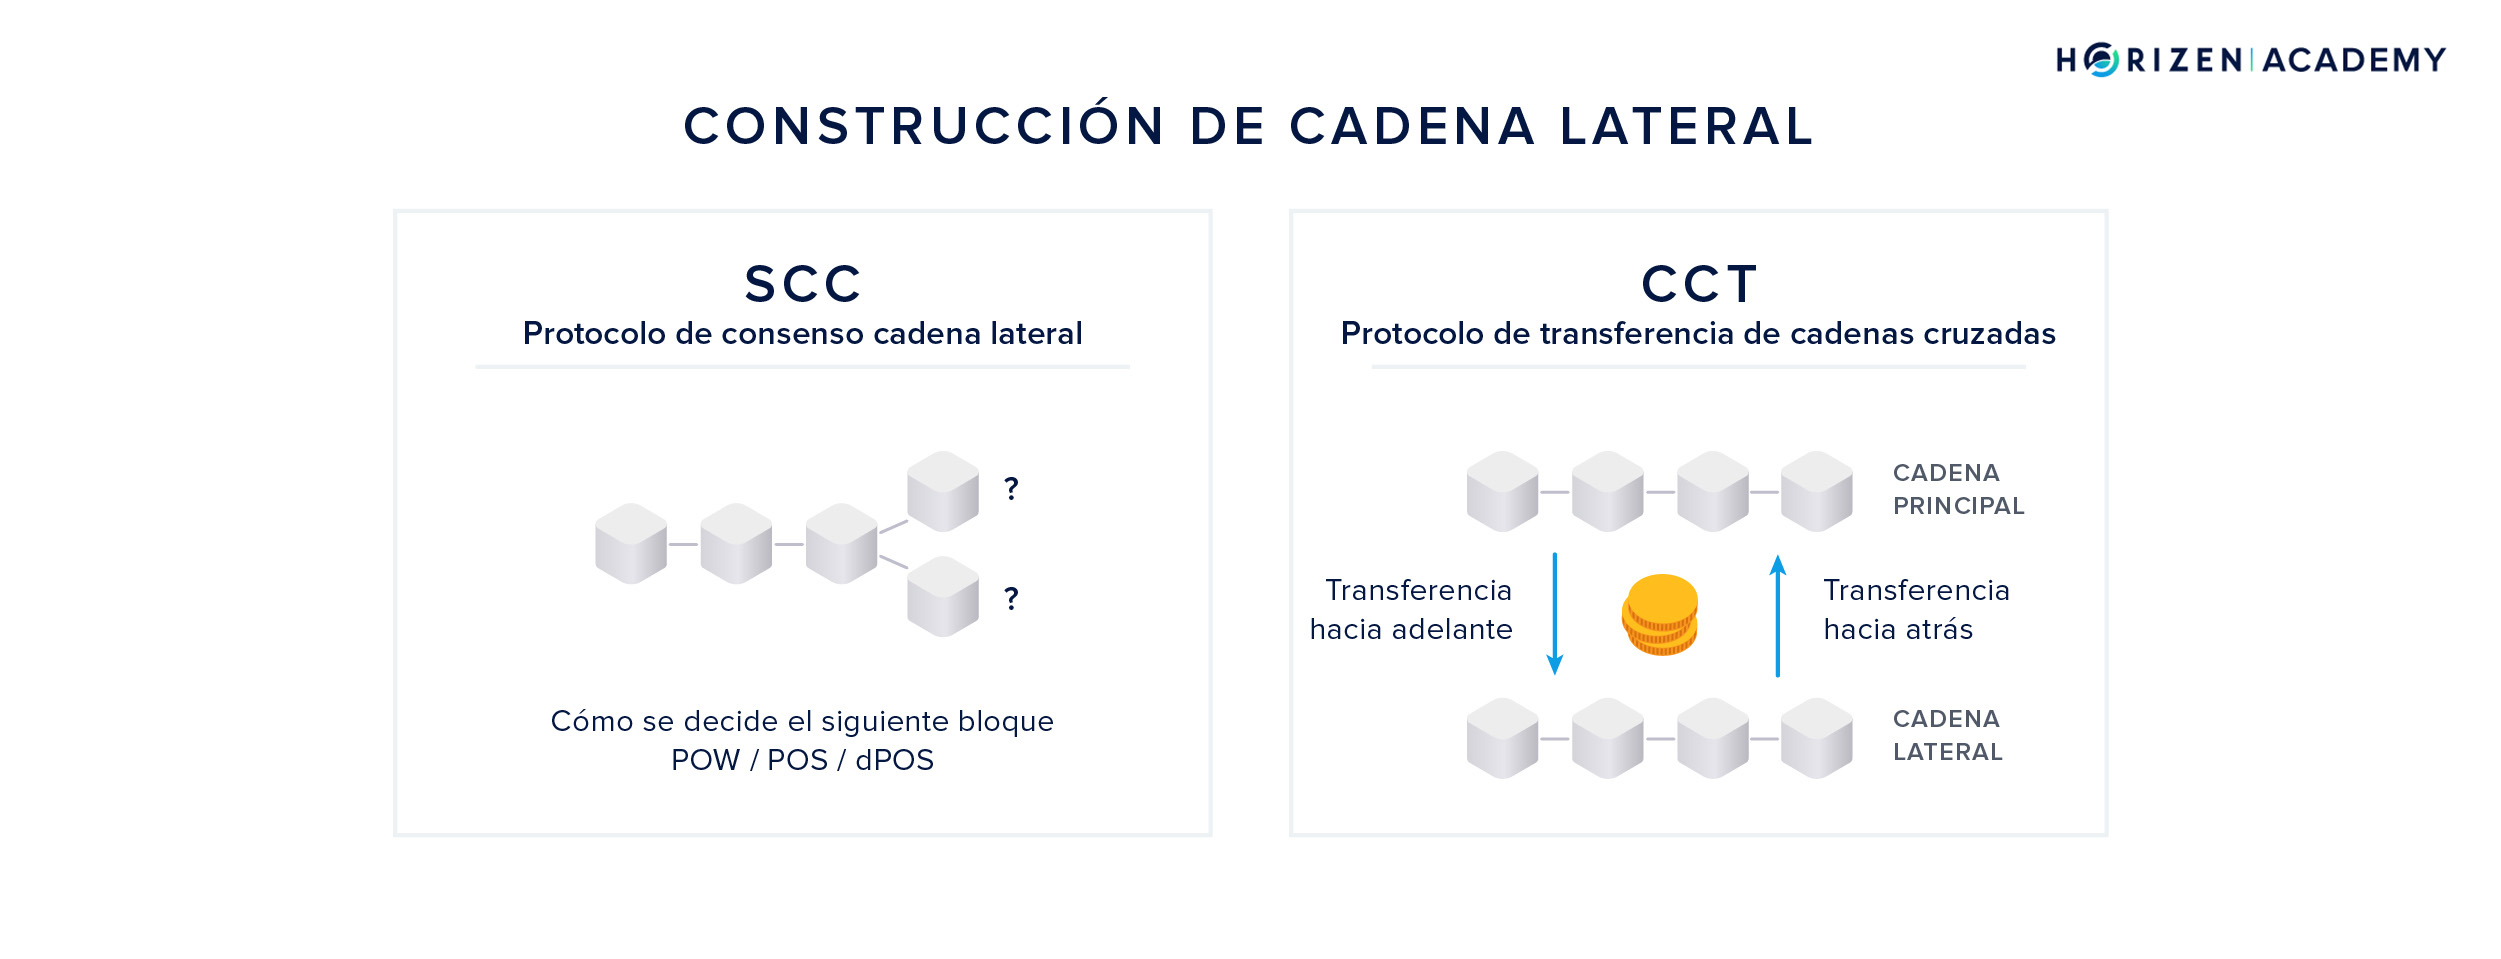 HORIZEN | ACADEMY
CONSTRUCCIÓN DE CADENA LATERAL
SCC
Protocolo de consenso cadena lateral
?
?
Cómo se decide el siguiente bloque
POW / POS / dPOS
CCT
Protocolo de transferencia de cadenas cruzadas
CADENA
PRINCIPAL
Transferencia
hacia adelante
Transferencia
hacia atrás
CADENA
LATERAL